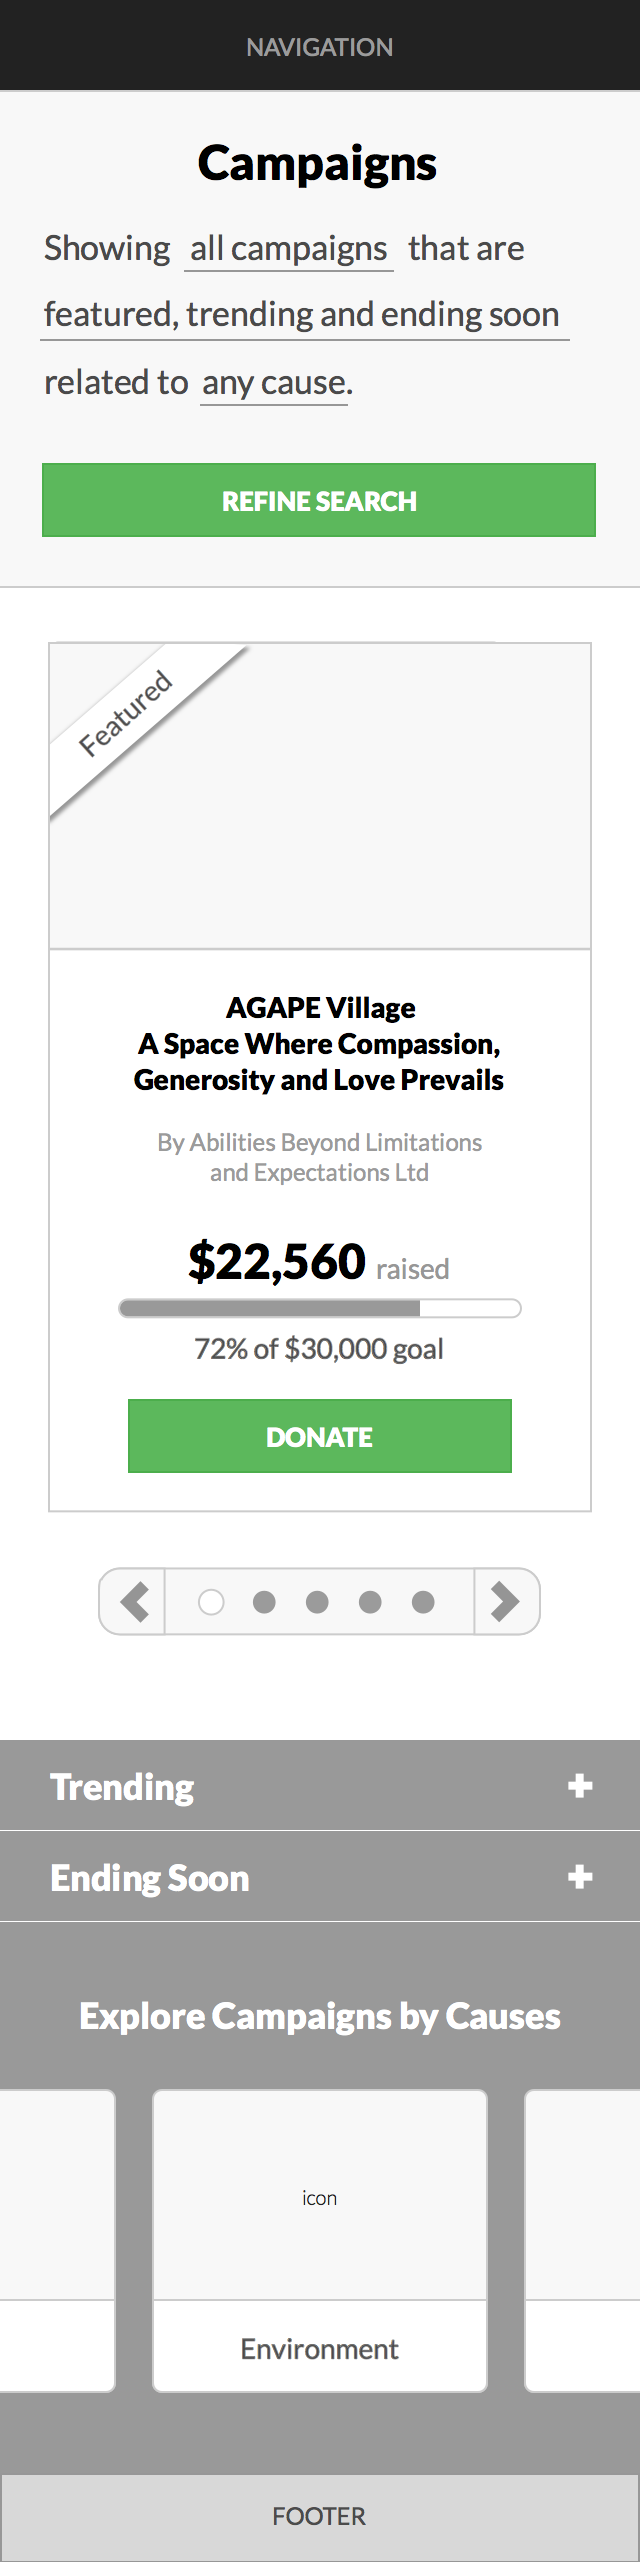 NAVIGATION
Campaigns
Showing all campaigns that are
featured, trending and ending soon
related to any cause.
REFINE SEARCH
Featured
AGAPE Village
A Space Where Compassion,
Generosity and Love Prevails
By Abilities Beyond Limitations
and Expectations Ltd
$22,560 raised
72% of $30,000 goal
DONATE
Trending
Ending Soon
Explore Campaigns by Causes
icon
Environment
FOOTER